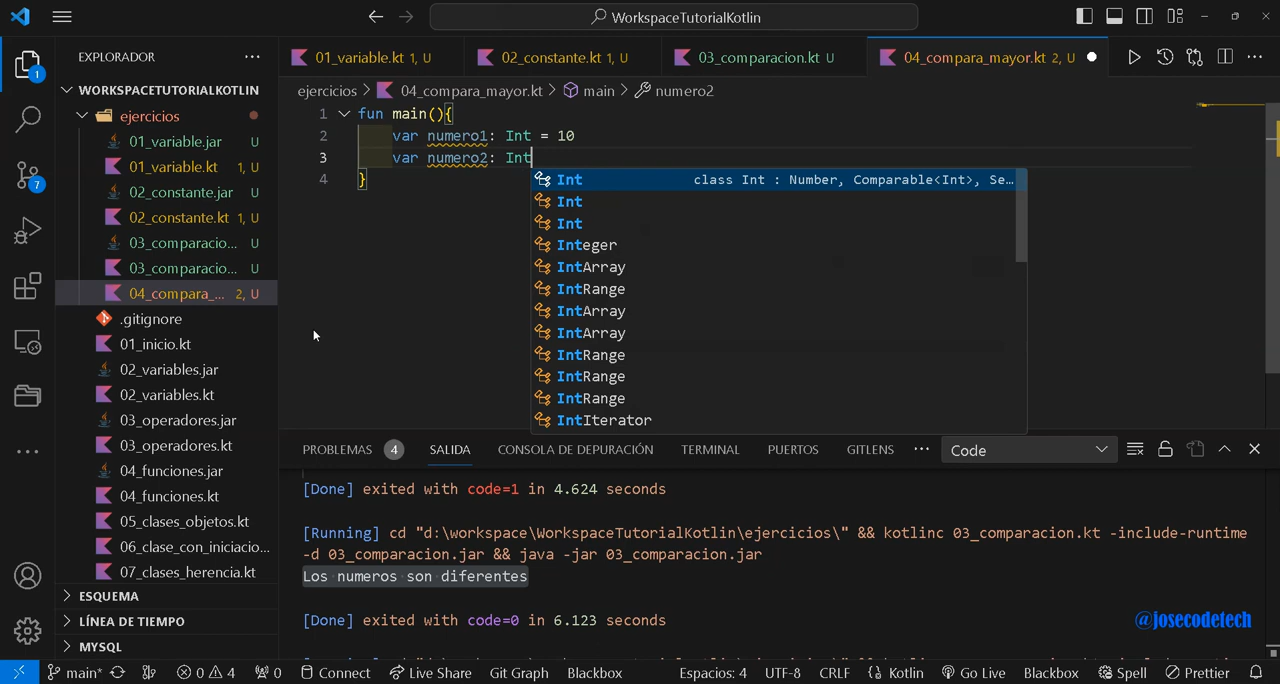 WorkspaceTutorialKotlin
EXPLORADOR
01_variable.kt 1, U
02_constante.kt 1, U
03_comparacion.kt U
04_compara_mayor.kt 2, U
WORKSPACETUTORIALKOTLIN
ejercicios
01_variable.jar U
01_variable.kt 1, U
02_constante.jar U
02_constante.kt 1, U
03_comparacio... U
03_comparacio... U
04_compara_... 2, U
.gitignore
01_inicio.kt
02_variables.jar
02_variables.kt
03_operadores.jar
03_operadores.kt
04_funciones.jar
04_funciones.kt
05_clases_objetos.kt
06_clase_con_iniciacio...
07_clases_herencia.kt
ESQUEMA
LÍNEA DE TIEMPO
MYSQL
1
7
ejercicios > 04_compara_mayor.kt > main > numero2
1 fun main(){
2 var numero1: Int = 10
3 var numero2: Int
4 }
Int class Int : Number, Comparable<Int>, Se...
Int
Int
Integer
IntArray
IntRange
IntArray
IntArray
IntRange
IntRange
IntRange
IntIterator
PROBLEMAS 4 SALIDA CONSOLA DE DEPURACIÓN TERMINAL PUERTOS GITLENS ... Code
[Done] exited with code=1 in 4.624 seconds
[Running] cd "d:\workspace\WorkspaceTutorialKotlin\ejercicios\" && kotlinc 03_comparacion.kt -include-runtime
-d 03_comparacion.jar && java -jar 03_comparacion.jar
Los numeros son diferentes
[Done] exited with code=0 in 6.123 seconds
@josecodetech
main* 0 4 0 Connect Live Share Git Graph Blackbox Espacios: 4 UTF-8 CRLF Kotlin Go Live Blackbox Spell Prettier